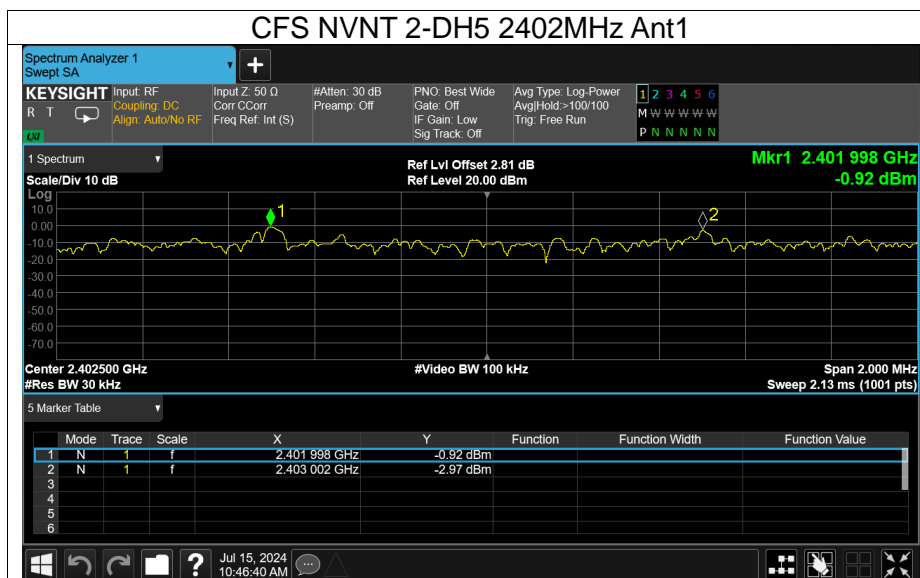 CFS NVNT 2-DH5 2402MHz Ant1
Spectrum Analyzer 1
Swept SA
+
KEYSIGHT Input: RF Input Z: 50 Ω #Atten: 30 dB PNO: Best Wide Avg Type: Log-Power 1 2 3 4 5 6
R T Coupling: DC Corr CCorr Preamp: Off Gate: Off Avg|Hold:>100/100 M W W W W W
Align: Auto/No RF Freq Ref: Int (S) IF Gain: Low Trig: Free Run
LXI Sig Track: Off P N N N N N
1 Spectrum Ref Lvl Offset 2.81 dB Mkr1 2.401 998 GHz
Scale/Div 10 dB Ref Level 20.00 dBm -0.92 dBm
Log
10.0 1 2
0.00
-10.0
-20.0
-30.0
-40.0
-50.0
-60.0
-70.0
Center 2.402500 GHz #Video BW 100 kHz Span 2.000 MHz
#Res BW 30 kHz Sweep 2.13 ms (1001 pts)
5 Marker Table
Mode Trace Scale X Y Function Function Width Function Value
1 N 1 f 2.401 998 GHz -0.92 dBm
2 N 1 f 2.403 002 GHz -2.97 dBm
3
4
5
6
? Jul 15, 2024
10:46:40 AM